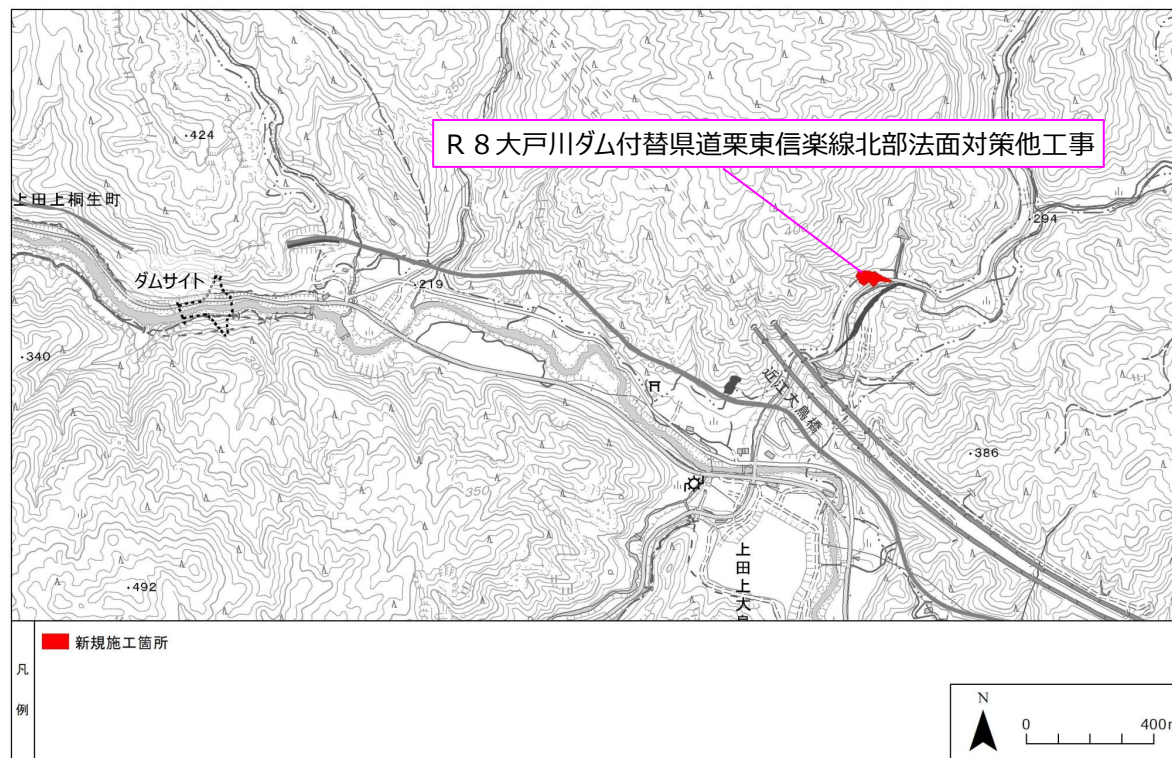 R8大戸川ダム付替県道栗東信楽線北部法面対策他工事
・424
350
上田上桐生町
400
・294
ダムサイト
・219
・340
近江大鳥橋
・386
350
上田上大鳥
・492
新規施工箇所
凡例
N
0 400m